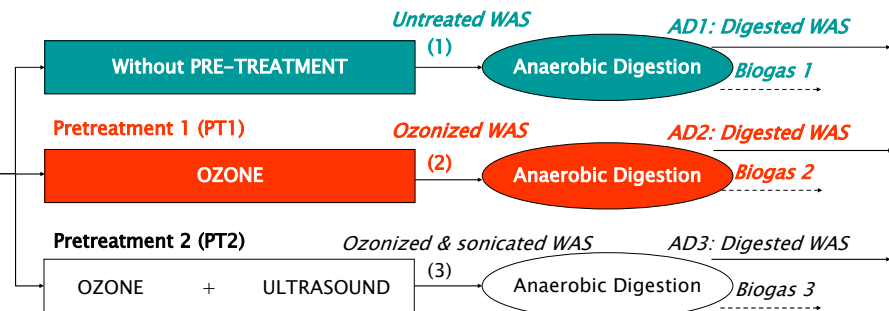 Untreated WAS
(1)
AD1: Digested WAS
Without PRE-TREATMENT
Anaerobic Digestion
Biogas 1
Pretreatment 1 (PT1)
Ozonized WAS
(2)
AD2: Digested WAS
OZONE
Anaerobic Digestion
Biogas 2
Pretreatment 2 (PT2)
Ozonized & sonicated WAS
(3)
AD3: Digested WAS
OZONE + ULTRASOUND
Anaerobic Digestion
Biogas 3